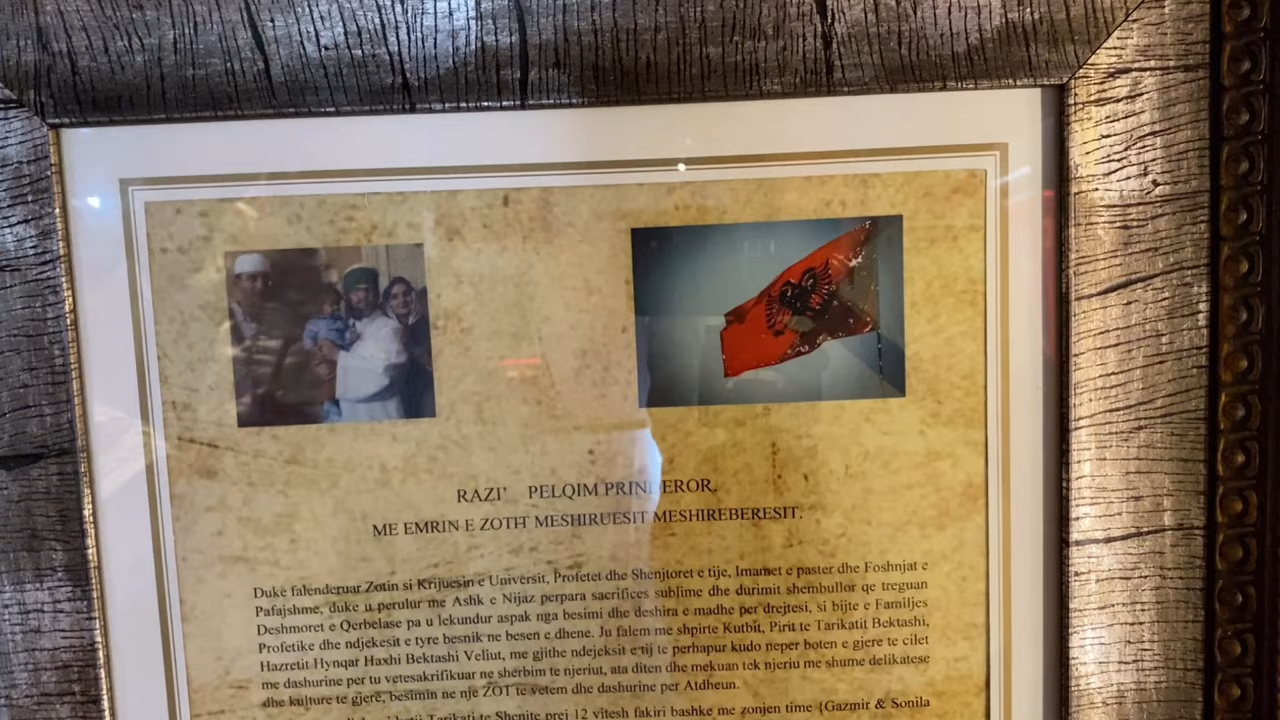 RAZI' PELQIM PRINDEROR.
ME EMRIN E ZOTIT MESHIRUESIT MESHIREBERESIT.
Duke falenderuar Zotin si Krijuesin e Universit, Profetet dhe Shenjtoret e tije, Imamet e paster dhe Foshnjat e
Pafajshme, duke u perulur me Ashk e Nijaz perpara sacrifices sublime dhe durimit shembullor qe treguan
Deshmoret e Qerbelase pa u lekundur aspak nga besimi dhe deshira e madhe per drejtesi, si bijte e Familjes
Profetike dhe ndjekesit e tyre besnik ne besen e dhene. Ju falem me shpirte Kutbit, Pirit te Tarikatit Bektashi,
Hazretit Hynqar Haxhi Bektashi Veliut, me gjithe ndejeksit e tij te perhapur kudo neper boten e gjere te cilet
me dashurine per tu vetesakrifikuar ne sherbim te njeriut, ata diten dhe mekuan tek njeriu me shume delikatese
dhe kulture te gjere, besimin ne nje ZOT te vetem dhe dashurine per Atdheun.
Tarikati te Shenite prej 12 vitesh fakiri bashke me zonjen time {Gazmir & Sonila